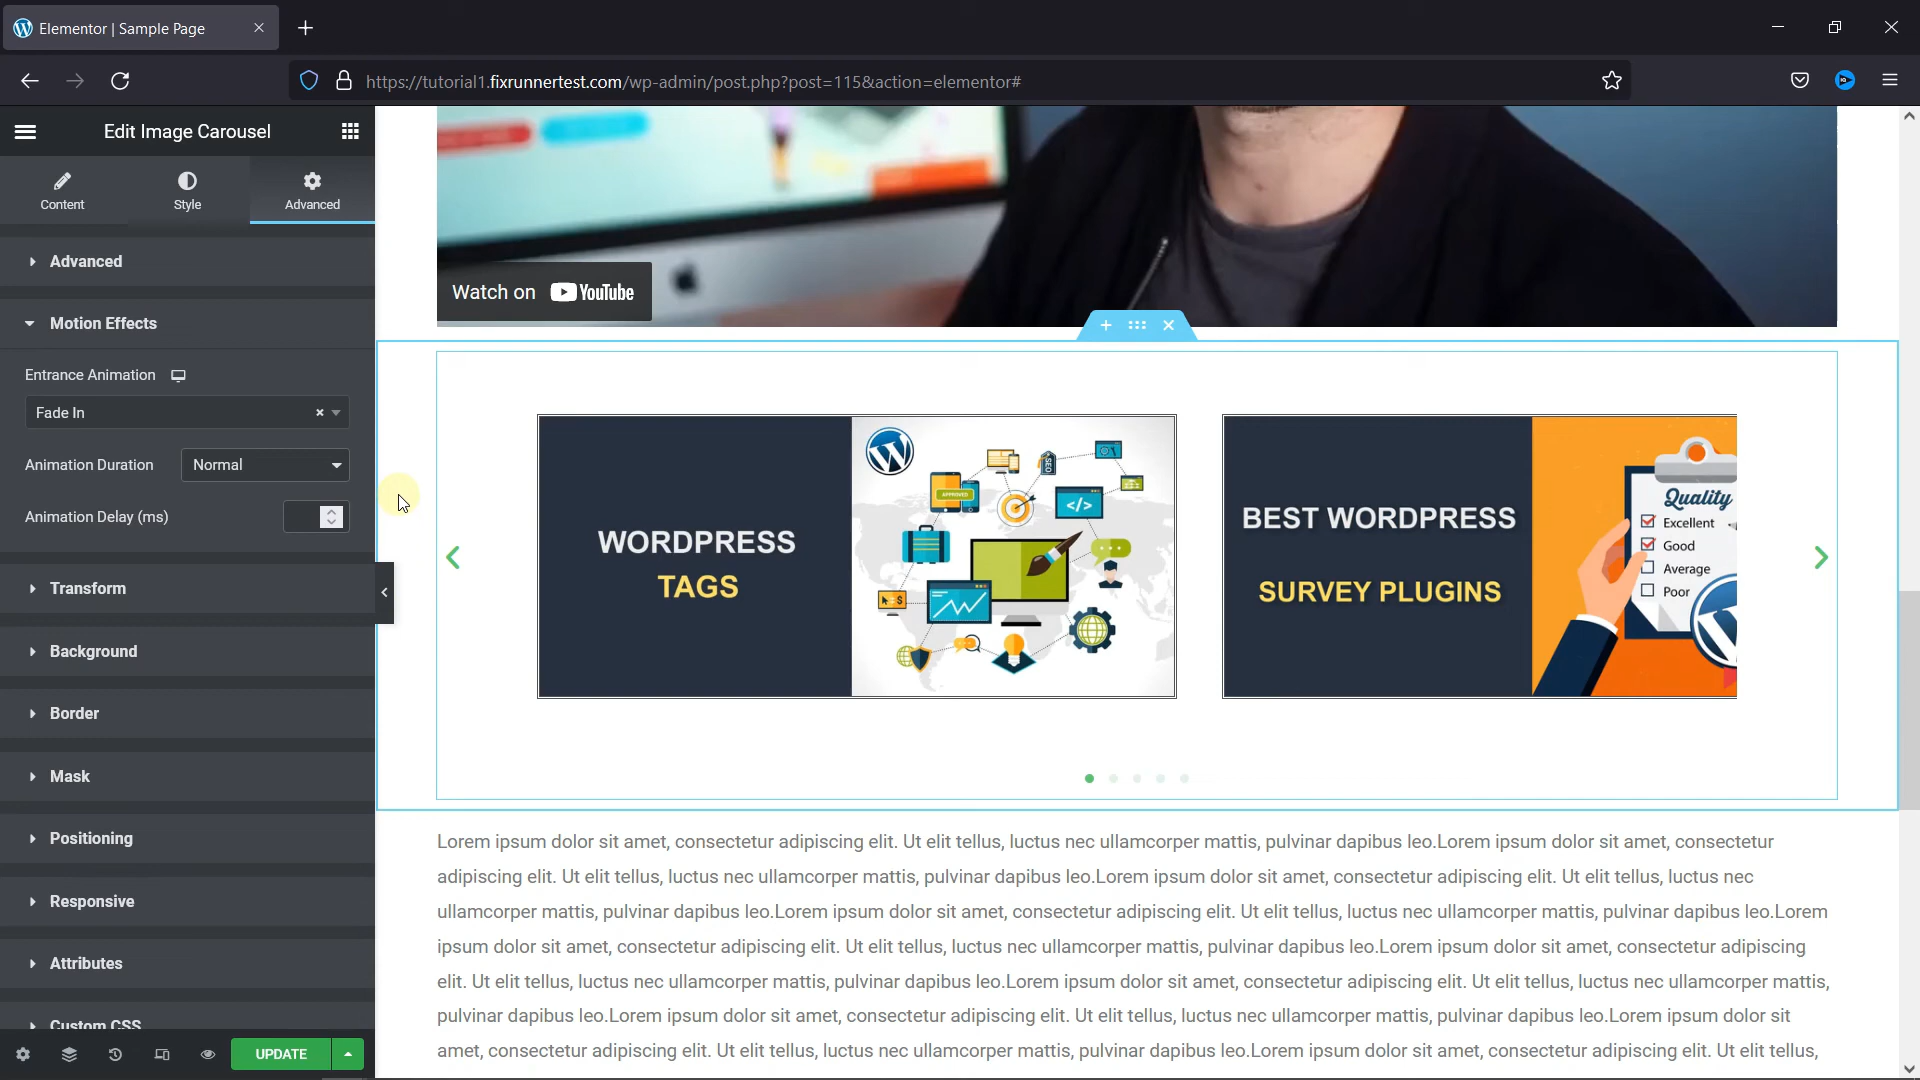 Elementor | Sample Page
https://tutorial1.fixrunnertest.com/wp-admin/post.php?post=115&action=elementor#
Edit Image Carousel
Content
Style
Advanced
Advanced
Motion Effects
Entrance Animation
Fade In
Animation Duration
Normal
Animation Delay (ms)
Transform
Background
Border
Mask
Positioning
Responsive
Attributes
Custom CSS
UPDATE
Watch on YouTube
WORDPRESS
TAGS
APPROVED
SEO
BEST WORDPRESS
SURVEY PLUGINS
Quality
Excellent
Good
Average
Poor
Lorem ipsum dolor sit amet, consectetur adipiscing elit. Ut elit tellus, luctus nec ullamcorper mattis, pulvinar dapibus leo.Lorem ipsum dolor sit amet, consectetur
adipiscing elit. Ut elit tellus, luctus nec ullamcorper mattis, pulvinar dapibus leo.Lorem ipsum dolor sit amet, consectetur adipiscing elit. Ut elit tellus, luctus nec
ullamcorper mattis, pulvinar dapibus leo.Lorem ipsum dolor sit amet, consectetur adipiscing elit. Ut elit tellus, luctus nec ullamcorper mattis, pulvinar dapibus leo.Lorem
ipsum dolor sit amet, consectetur adipiscing elit. Ut elit tellus, luctus nec ullamcorper mattis, pulvinar dapibus leo.Lorem ipsum dolor sit amet, consectetur adipiscing
elit. Ut elit tellus, luctus nec ullamcorper mattis, pulvinar dapibus leo.Lorem ipsum dolor sit amet, consectetur adipiscing elit. Ut elit tellus, luctus nec ullamcorper mattis,
pulvinar dapibus leo.Lorem ipsum dolor sit amet, consectetur adipiscing elit. Ut elit tellus, luctus nec ullamcorper mattis, pulvinar dapibus leo.Lorem ipsum dolor sit
amet, consectetur adipiscing elit. Ut elit tellus, luctus nec ullamcorper mattis, pulvinar dapibus leo.Lorem ipsum dolor sit amet, consectetur adipiscing elit. Ut elit tellus,